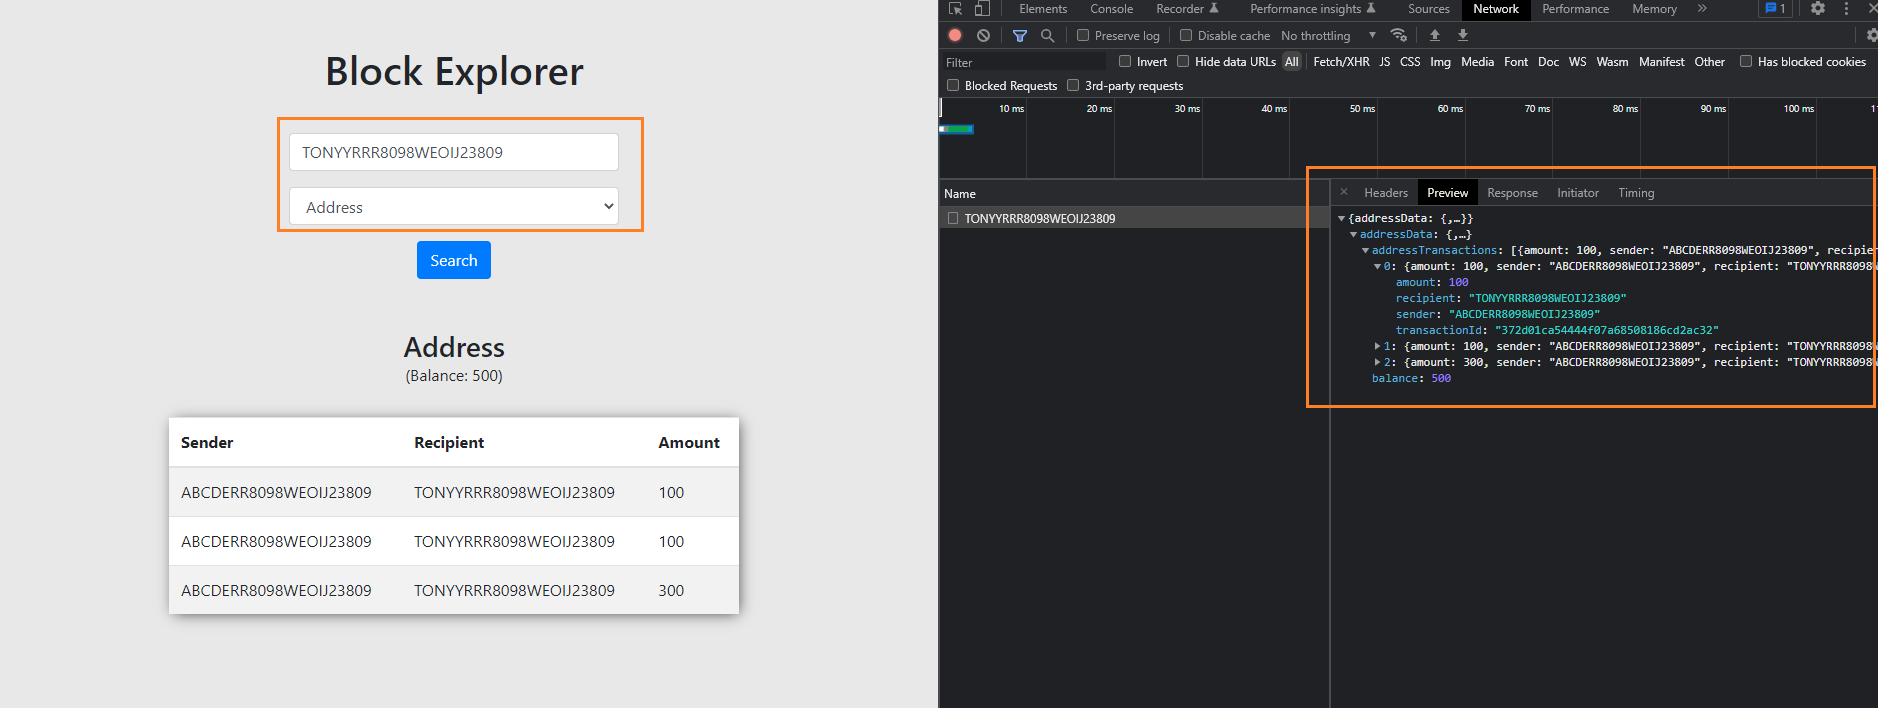 Block Explorer
TONYYRRR8098WEOIJ23809
Address
Search
Address
(Balance: 500)
Sender Recipient Amount
ABCDERR8098WEOIJ23809 TONYYRRR8098WEOIJ23809 100
ABCDERR8098WEOIJ23809 TONYYRRR8098WEOIJ23809 100
ABCDERR8098WEOIJ23809 TONYYRRR8098WEOIJ23809 300
Elements Console Recorder Performance insights Sources Network Performance Memory » 1
Preserve log Disable cache No throttling
Filter Invert Hide data URLs All Fetch/XHR JS CSS Img Media Font Doc WS Wasm Manifest Other Has blocked cookies
Blocked Requests 3rd-party requests
10 ms 20 ms 30 ms 40 ms 50 ms 60 ms 70 ms 80 ms 90 ms 100 ms
Name
TONYYRRR8098WEOIJ23809
× Headers Preview Response Initiator Timing
{addressData: {,…}}
addressData: {,…}
addressTransactions: [{amount: 100, sender: "ABCDERR8098WEOIJ23809", recipie
0: {amount: 100, sender: "ABCDERR8098WEOIJ23809", recipient: "TONYYRRR8098W
amount: 100
recipient: "TONYYRRR8098WEOIJ23809"
sender: "ABCDERR8098WEOIJ23809"
transactionId: "372d01ca54444f07a68508186cd2ac32"
1: {amount: 100, sender: "ABCDERR8098WEOIJ23809", recipient: "TONYYRRR8098W
2: {amount: 300, sender: "ABCDERR8098WEOIJ23809", recipient: "TONYYRRR8098W
balance: 500